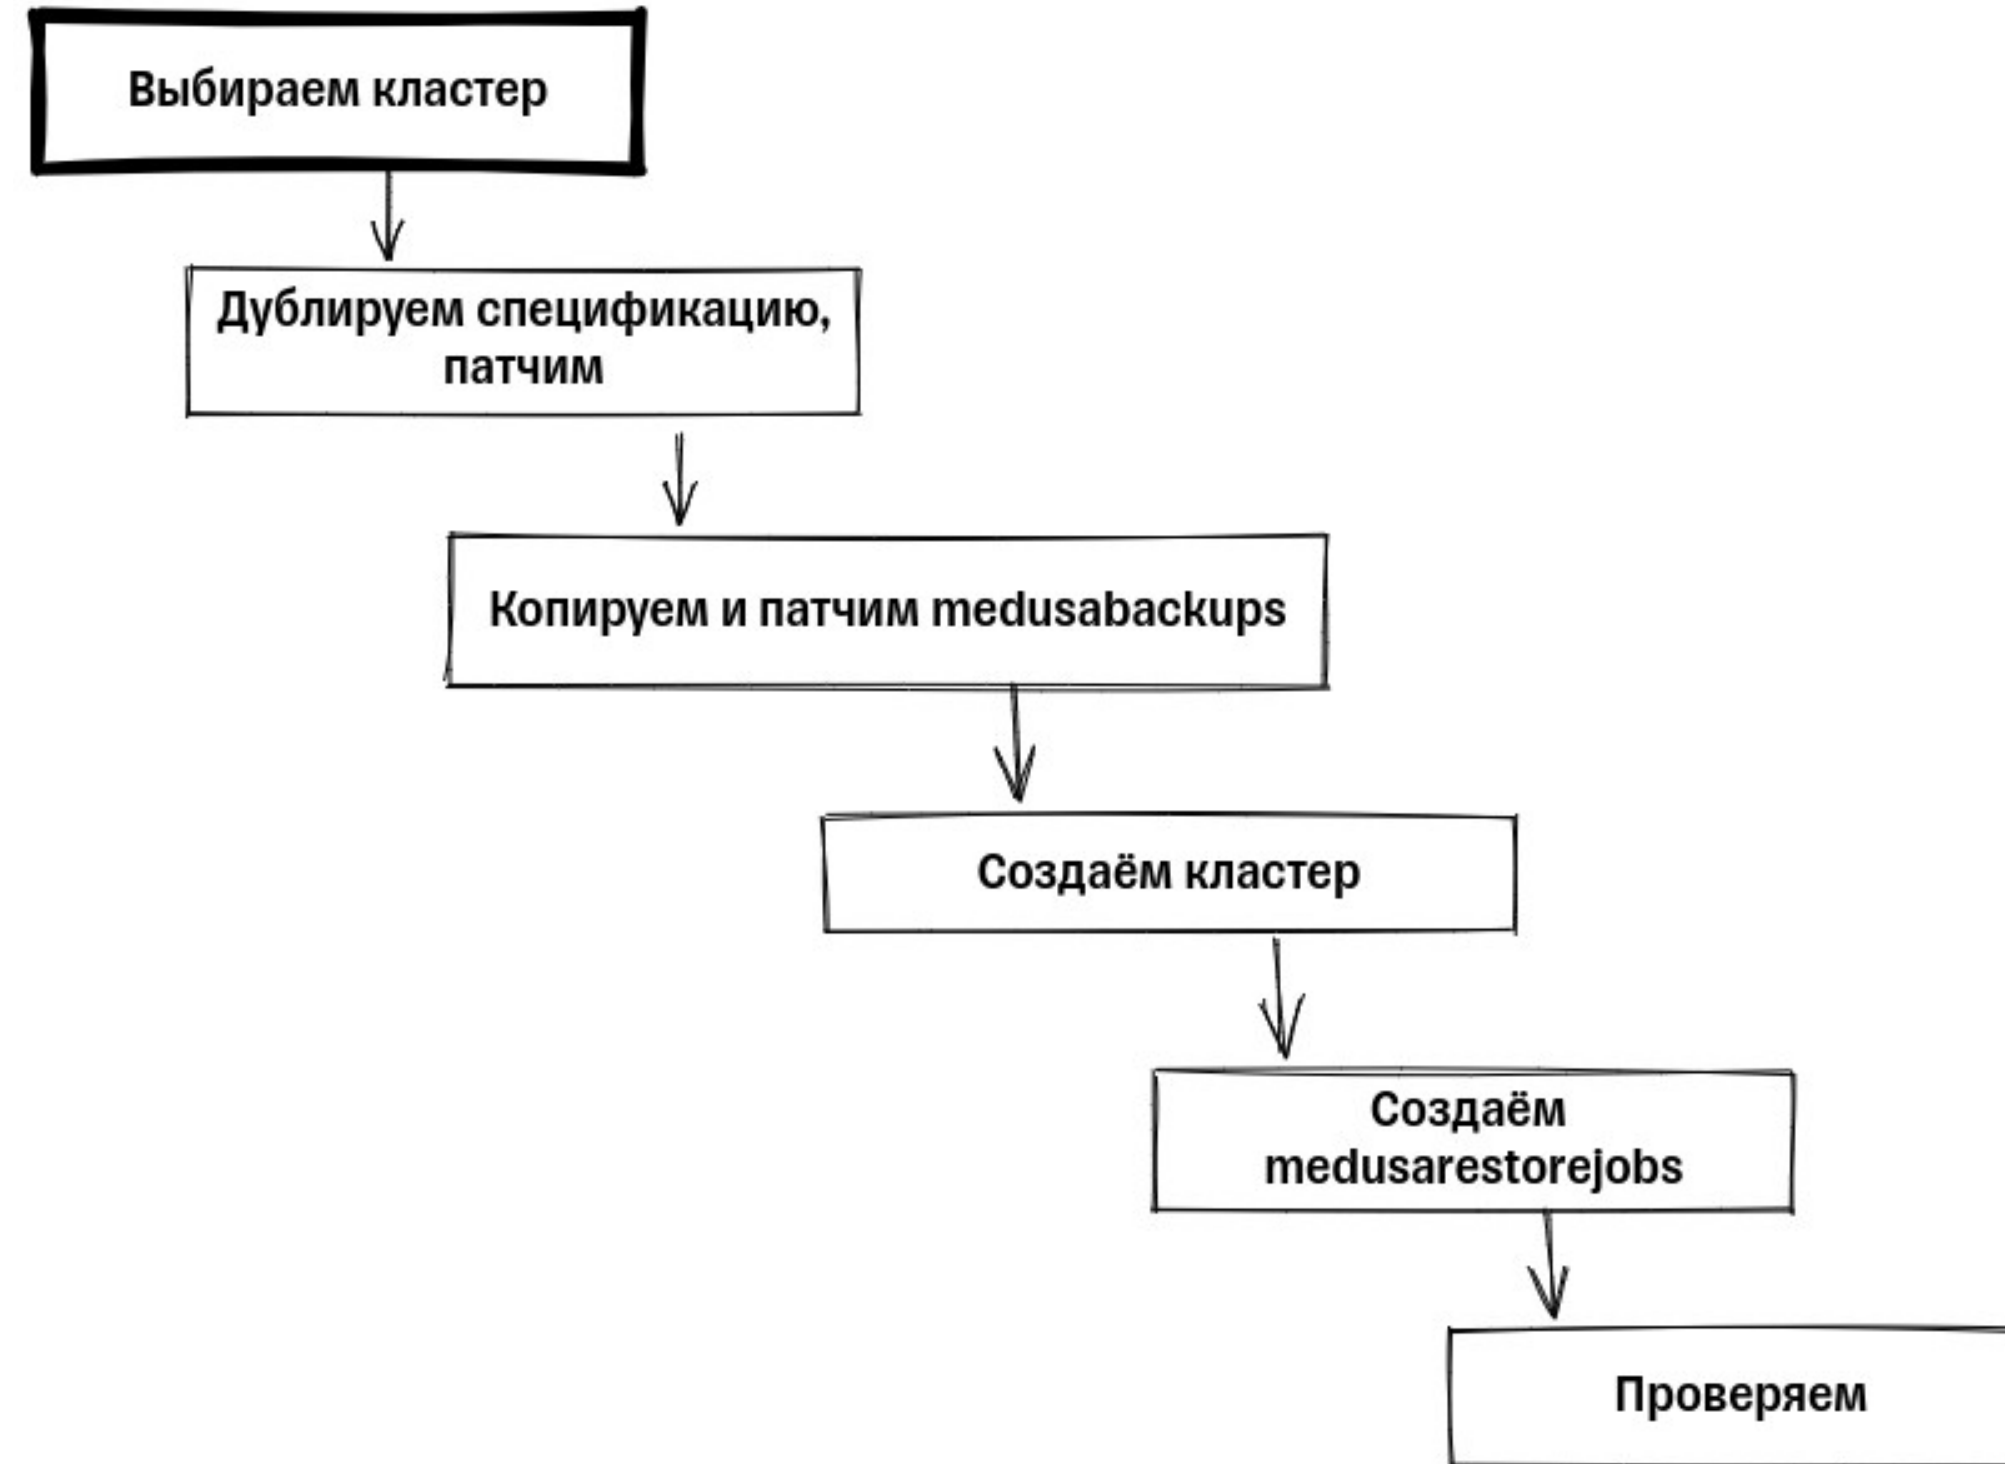 Выбираем кластер
Дублируем спецификацию,
патчим
Копируем и патчим medusabackups
Создаём кластер
Создаём
medusarestorejobs
Проверяем